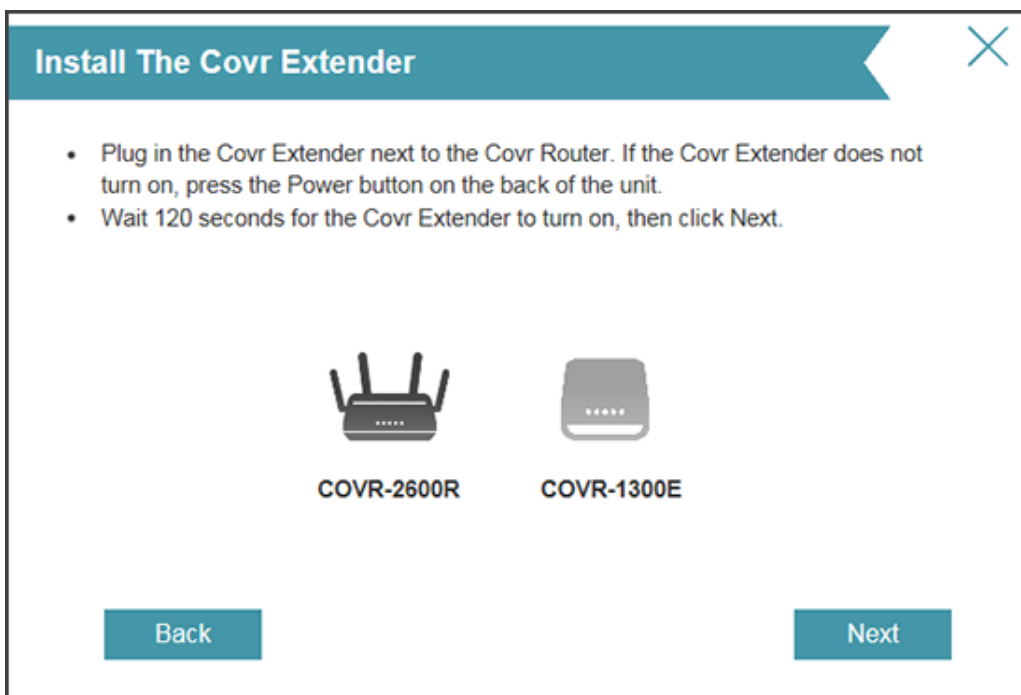 Install The Covr Extender
• Plug in the Covr Extender next to the Covr Router. If the Covr Extender does not
turn on, press the Power button on the back of the unit.
• Wait 120 seconds for the Covr Extender to turn on, then click Next.
COVR-2600R COVR-1300E
Back Next